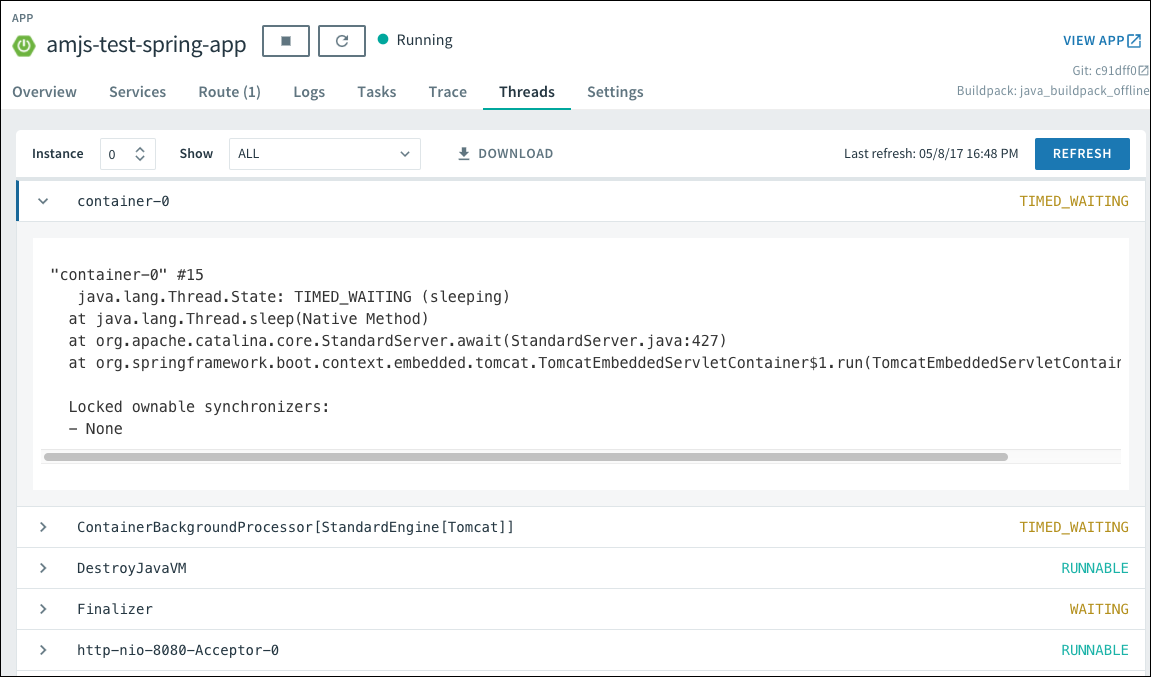 APP
amjs-test-spring-app Running VIEW APP
Git: c91dff0
Overview Services Route (1) Logs Tasks Trace Threads Settings Buildpack: java_buildpack_offline
Instance 0 Show ALL DOWNLOAD Last refresh: 05/8/17 16:48 PM REFRESH
container-0 TIMED_WAITING
"container-0" #15
java.lang.Thread.State: TIMED_WAITING (sleeping)
at java.lang.Thread.sleep(Native Method)
at org.apache.catalina.core.StandardServer.await(StandardServer.java:427)
at org.springframework.boot.context.embedded.tomcat.TomcatEmbeddedServletContainer$1.run(TomcatEmbeddedServletContain
Locked ownable synchronizers:
- None
ContainerBackgroundProcessor[StandardEngine[Tomcat]] TIMED_WAITING
DestroyJavaVM RUNNABLE
Finalizer WAITING
http-nio-8080-Acceptor-0 RUNNABLE